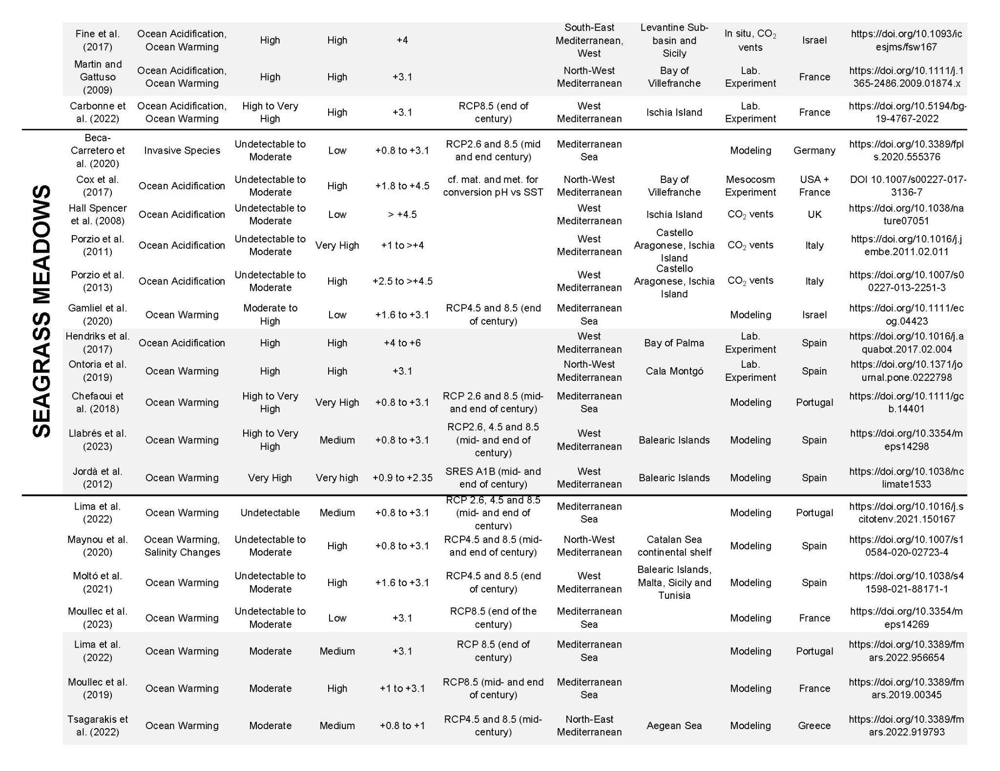 Fine et al. (2017) Ocean Acidification, Ocean Warming High High +4 South-East Mediterranean, West Levantine Sub-basin and Sicily In situ, CO₂ vents Israel https://doi.org/10.1093/icesjms/fsw167
Martin and Gattuso (2009) Ocean Acidification, Ocean Warming High High +3.1 North-West Mediterranean Bay of Villefranche Lab. Experiment France https://doi.org/10.1111/j.1365-2486.2009.01874.x
Carbonne et al. (2022) Ocean Acidification, Ocean Warming High to Very High High +3.1 RCP8.5 (end of century) West Mediterranean Ischia Island Lab. Experiment France https://doi.org/10.5194/bg-19-4767-2022
SEAGRASS MEADOWS
Beca-Carretero et al. (2020) Invasive Species Undetectable to Moderate Low +0.8 to +3.1 RCP2.6 and 8.5 (mid and end century) Mediterranean Sea Modeling Germany https://doi.org/10.3389/fpls.2020.555376
Cox et al. (2017) Ocean Acidification Undetectable to Moderate High +1.8 to +4.5 cf. mat. and met. for conversion pH vs SST North-West Mediterranean Bay of Villefranche Mesocosm Experiment USA + France DOI 10.1007/s00227-017-3136-7
Hall Spencer et al. (2008) Ocean Acidification Undetectable to Moderate Low > +4.5 West Mediterranean Ischia Island CO₂ vents UK https://doi.org/10.1038/nature07051
Porzio et al. (2011) Ocean Acidification Undetectable to Moderate Very High +1 to >+4 West Mediterranean Castello Aragonese, Ischia Island CO₂ vents Italy https://doi.org/10.1016/j.jembe.2011.02.011
Porzio et al. (2013) Ocean Acidification Undetectable to Moderate High +2.5 to >+4.5 West Mediterranean Castello Aragonese, Ischia Island CO₂ vents Italy https://doi.org/10.1007/s00227-013-2251-3
Gamliel et al. (2020) Ocean Warming Moderate to High Low +1.6 to +3.1 RCP4.5 and 8.5 (end of century) Mediterranean Sea Modeling Israel https://doi.org/10.1111/ecog.04423
Hendriks et al. (2017) Ocean Acidification High High +4 to +6 West Mediterranean Bay of Palma Lab. Experiment Spain https://doi.org/10.1016/j.aquabot.2017.02.004
Ontoria et al. (2019) Ocean Warming High High +3.1 North-West Mediterranean Cala Montgó Lab. Experiment Spain https://doi.org/10.1371/journal.pone.0222798
Chefaoui et al. (2018) Ocean Warming High to Very High Very High +0.8 to +3.1 RCP 2.6 and 8.5 (mid- and end of century) Mediterranean Sea Modeling Portugal https://doi.org/10.1111/gcb.14401
Llabrés et al. (2023) Ocean Warming High to Very High Medium +0.8 to +3.1 RCP2.6, 4.5 and 8.5 (mid- and end of century) West Mediterranean Balearic Islands Modeling Spain https://doi.org/10.3354/meps14298
Jordà et al. (2012) Ocean Warming Very High Very high +0.9 to +2.35 SRES A1B (mid- and end of century) West Mediterranean Balearic Islands Modeling Spain https://doi.org/10.1038/nclimate1533
Lima et al. (2022) Ocean Warming Undetectable Medium +0.8 to +3.1 RCP 2.6, 4.5 and 8.5 (mid- and end of century) Mediterranean Sea Modeling Portugal https://doi.org/10.1016/j.scitotenv.2021.150167
Maynou et al. (2020) Ocean Warming, Salinity Changes Undetectable to Moderate High +0.8 to +3.1 RCP4.5 and 8.5 (mid- and end of century) North-West Mediterranean Catalan Sea continental shelf Modeling Spain https://doi.org/10.1007/s10584-020-02723-4
Moltó et al. (2021) Ocean Warming Undetectable to Moderate High +1.6 to +3.1 RCP4.5 and 8.5 (end of century) West Mediterranean Balearic Islands, Malta, Sicily and Tunisia Modeling Spain https://doi.org/10.1038/s41598-021-88171-1
Moullec et al. (2023) Ocean Warming Undetectable to Moderate Low +3.1 RCP8.5 (end of the century) Mediterranean Sea Modeling France https://doi.org/10.3354/meps14269
Lima et al. (2022) Ocean Warming Moderate Medium +3.1 RCP 8.5 (end of century) Mediterranean Sea Modeling Portugal https://doi.org/10.3389/fmars.2022.956654
Moullec et al. (2019) Ocean Warming Moderate High +1 to +3.1 RCP8.5 (mid- and end of century) Mediterranean Sea Modeling France https://doi.org/10.3389/fmars.2019.00345
Tsagarakis et al. (2022) Ocean Warming Moderate Medium +0.8 to +1 RCP4.5 and 8.5 (mid-century) North-East Mediterranean Aegean Sea Modeling Greece https://doi.org/10.3389/fmars.2022.919793